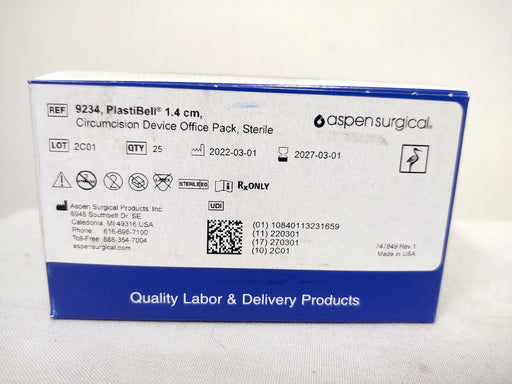 REF 9234, PlastiBell® 1.4 cm,
Circumcision Device Office Pack, Sterile
aspensurgical®
LOT 2C01 QTY 25 2022-03-01 2027-03-01
STERILE EO i Rx ONLY
Aspen Surgical Products, Inc.
6945 Southbelt Dr. SE
Caledonia, MI 49316 USA
Phone: 616-698-7100
Toll-Free: 888-364-7004
aspensurgical.com
UDI
(01) 10840113231659
(11) 220301
(17) 270301
(10) 2C01
747849 Rev 1
Made in USA
Quality Labor & Delivery Products